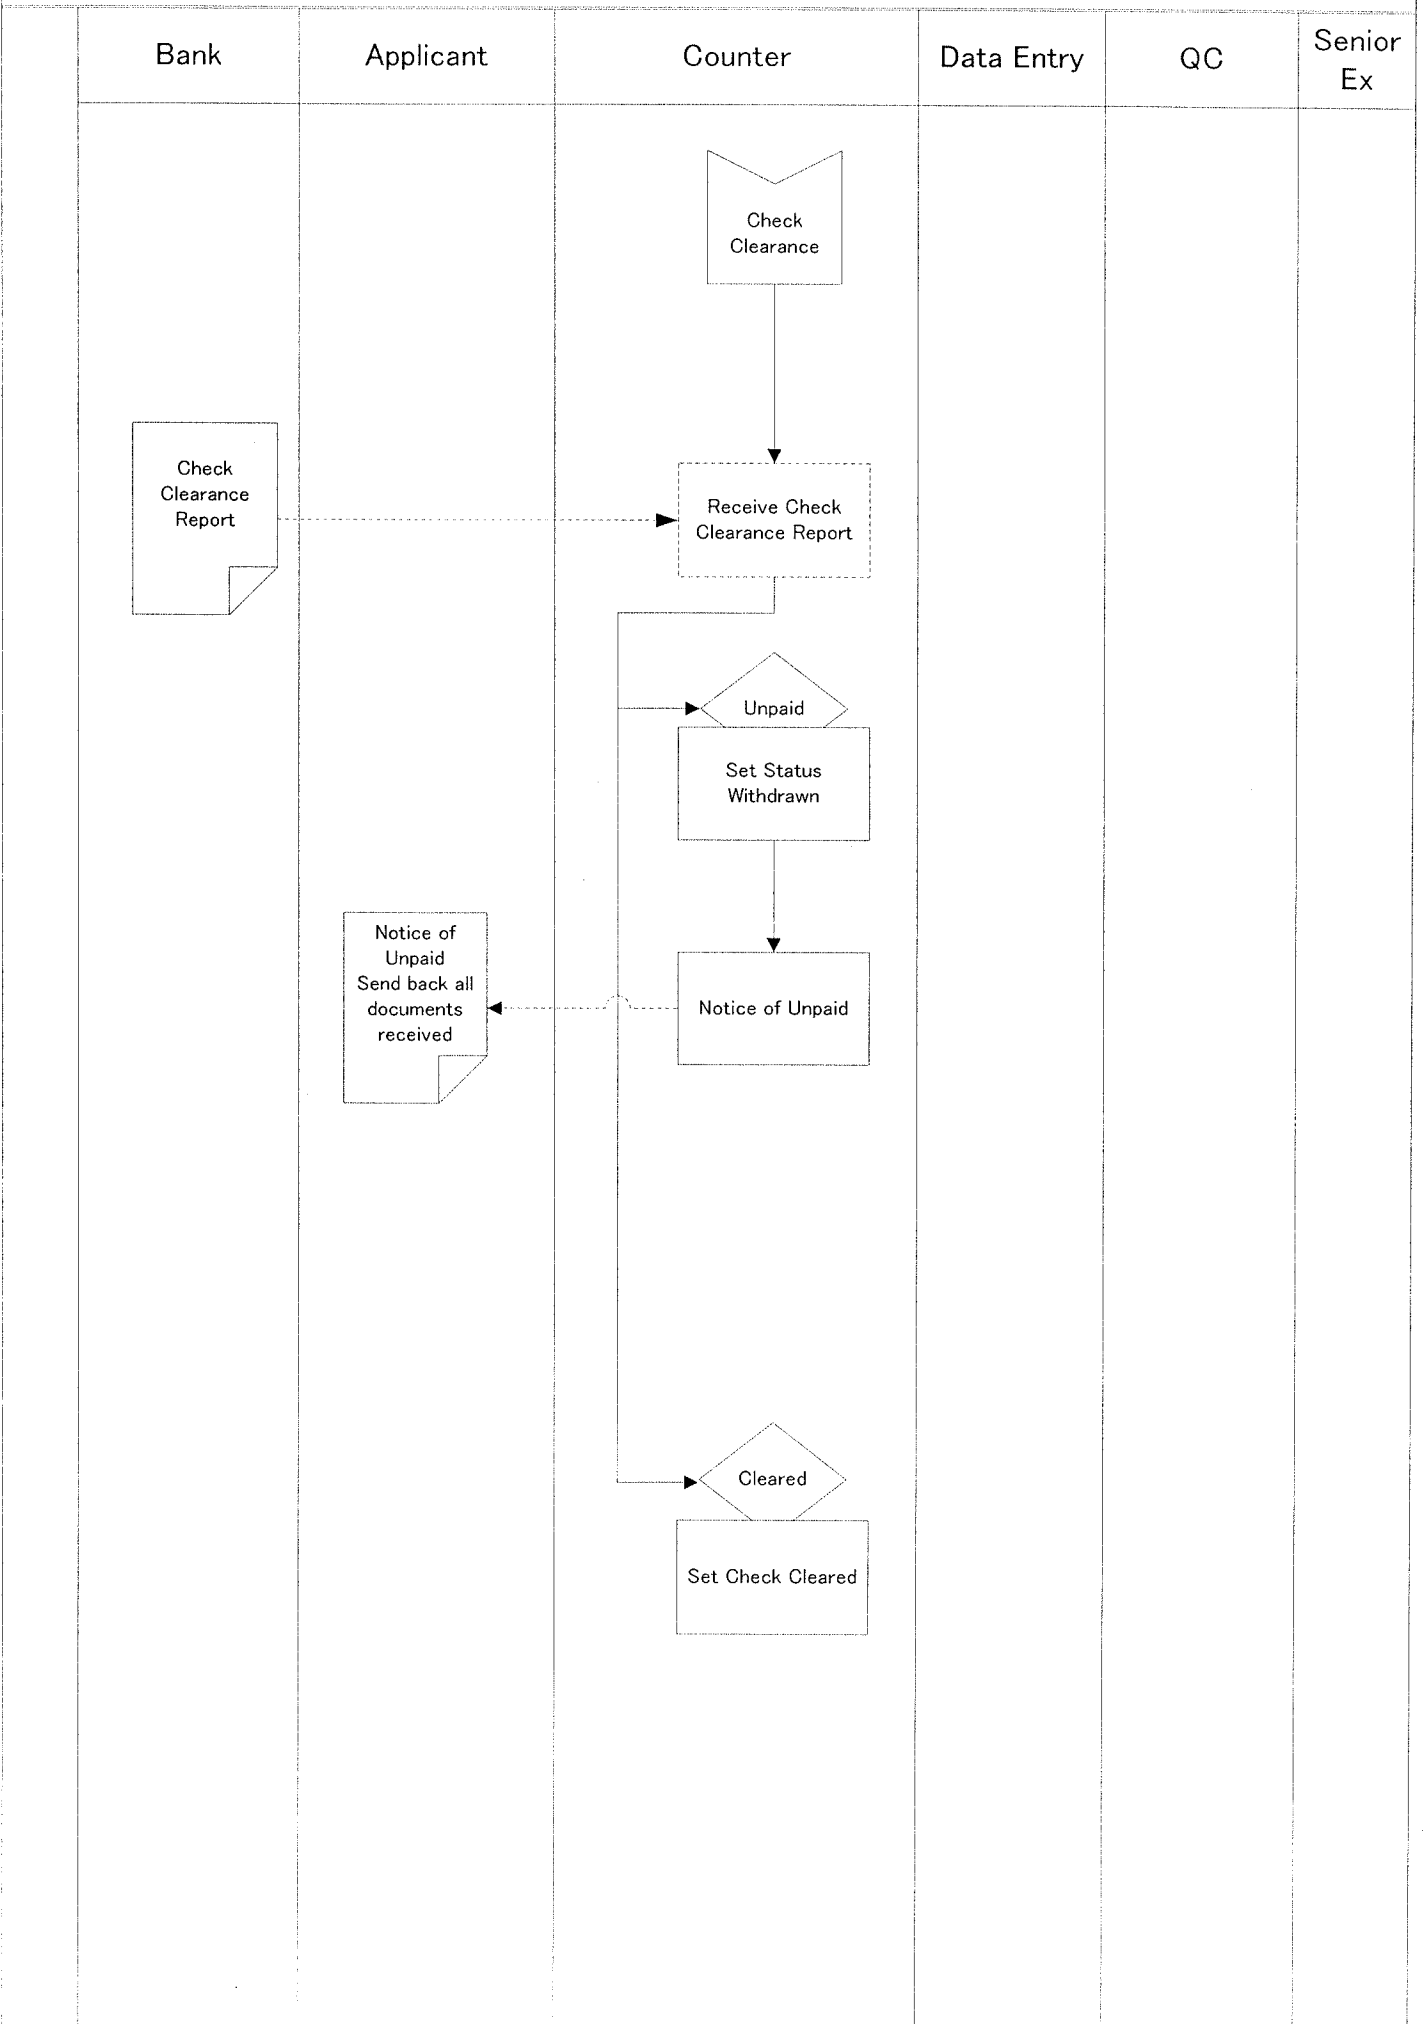 Bank
Applicant
Counter
Data Entry
QC
Senior
Ex
Check
Clearance
Check
Clearance
Report
Receive Check
Clearance Report
Unpaid
Set Status
Withdrawn
Notice of
Unpaid
Send back all
documents
received
Notice of Unpaid
Cleared
Set Check Cleared